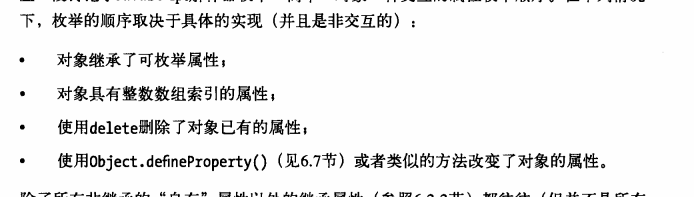 下，枚举的顺序取决于具体的实现（并且是非交互的）：
• 对象继承了可枚举属性；
• 对象具有整数数组索引的属性；
• 使用delete删除了对象已有的属性；
• 使用Object.defineProperty()（见6.7节）或者类似的方法改变了对象的属性。